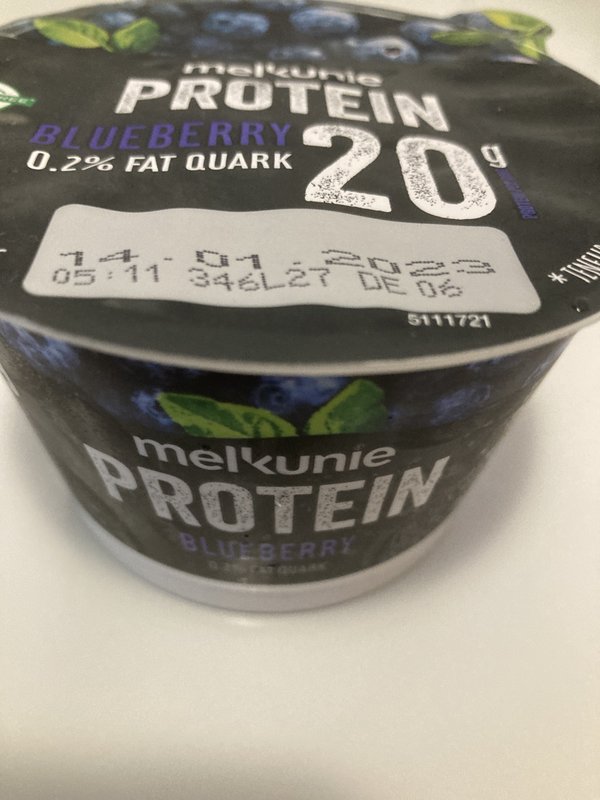 melkunie
PROTEIN
BLUEBERRY
0.2% FAT QUARK
20g
14.01.2023
05:11 346L27 DE 06
5111721
melkunie
PROTEIN
BLUEBERRY
0.2% FAT QUARK